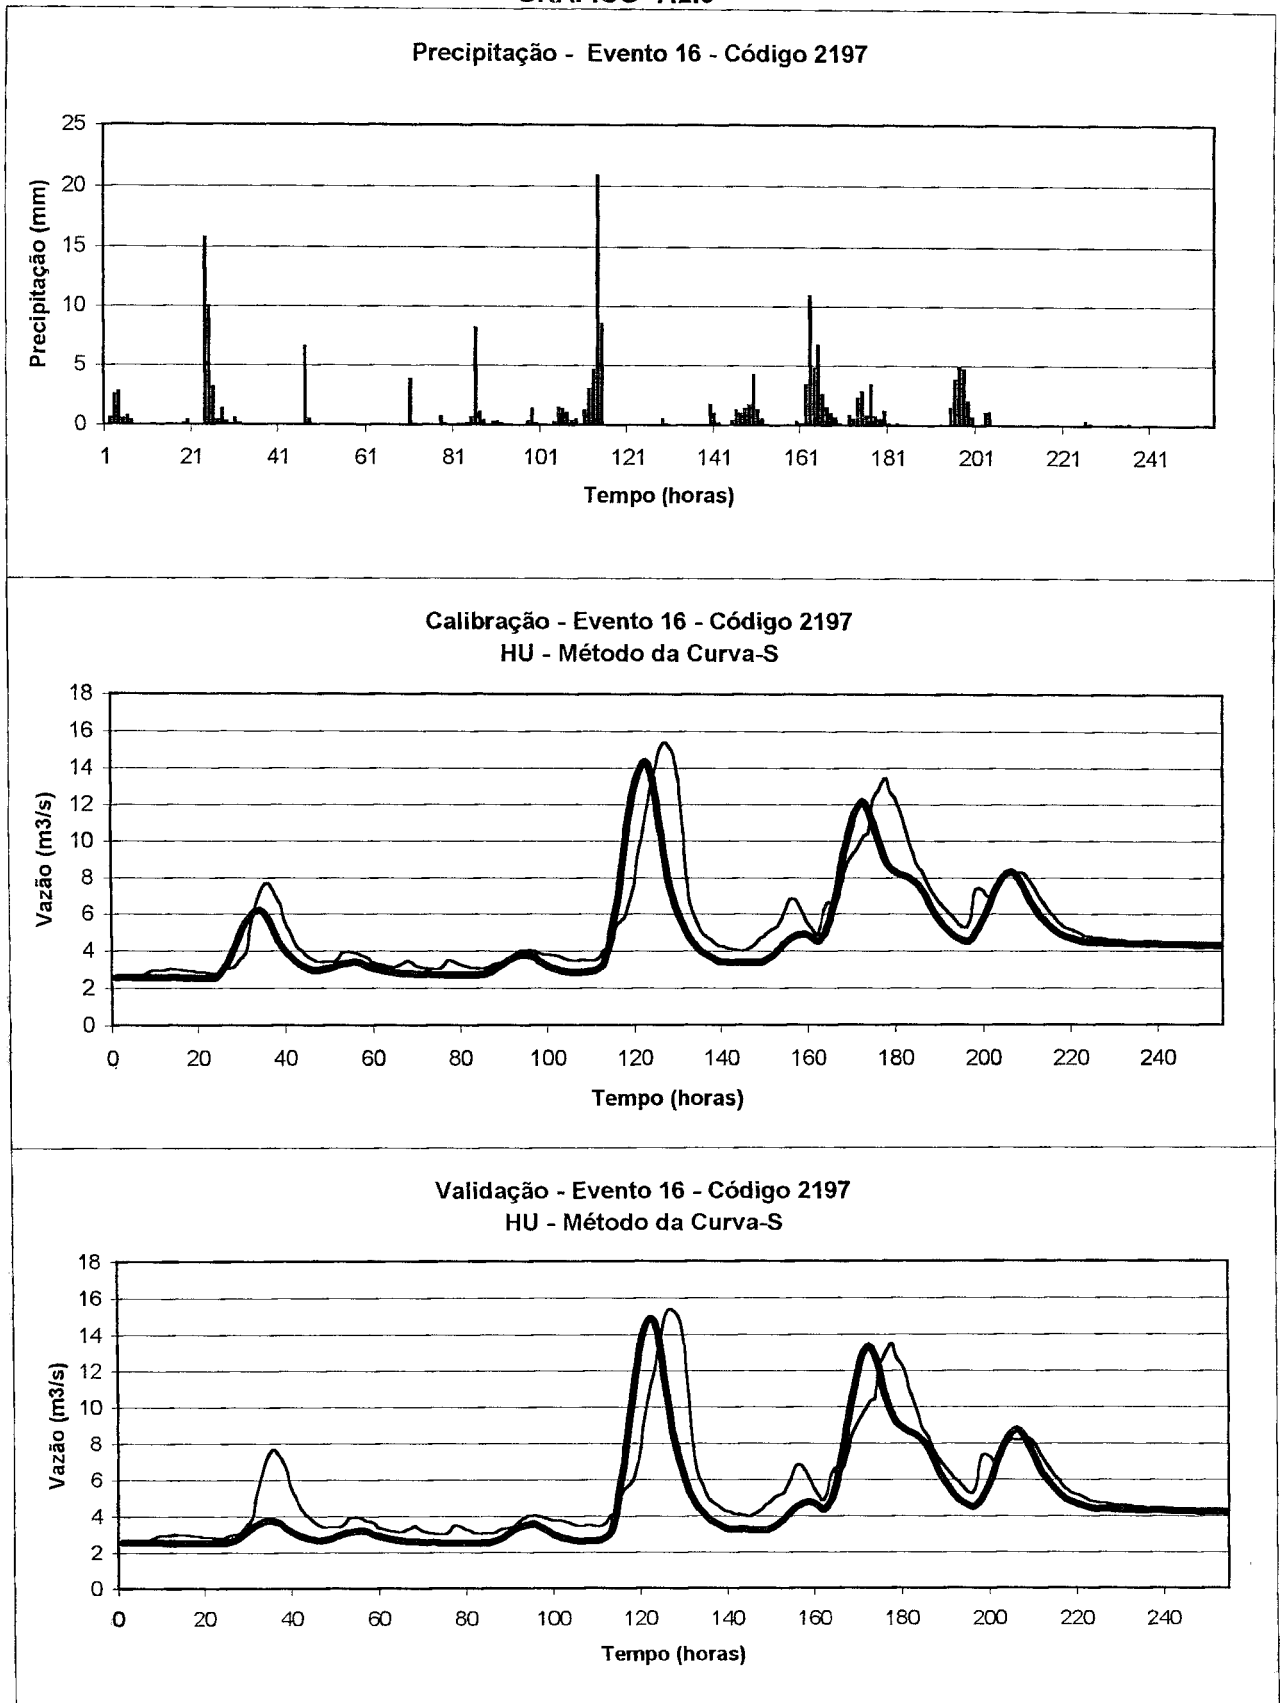 Precipitação - Evento 16 - Código 2197
25
20
15
10
5
0
Precipitação (mm)
1 21 41 61 81 101 121 141 161 181 201 221 241
Tempo (horas)
Calibração - Evento 16 - Código 2197
HU - Método da Curva-S
18
16
14
12
10
8
6
4
2
0
Vazão (m3/s)
0 20 40 60 80 100 120 140 160 180 200 220 240
Tempo (horas)
Validação - Evento 16 - Código 2197
HU - Método da Curva-S
18
16
14
12
10
8
6
4
2
0
Vazão (m3/s)
0 20 40 60 80 100 120 140 160 180 200 220 240
Tempo (horas)